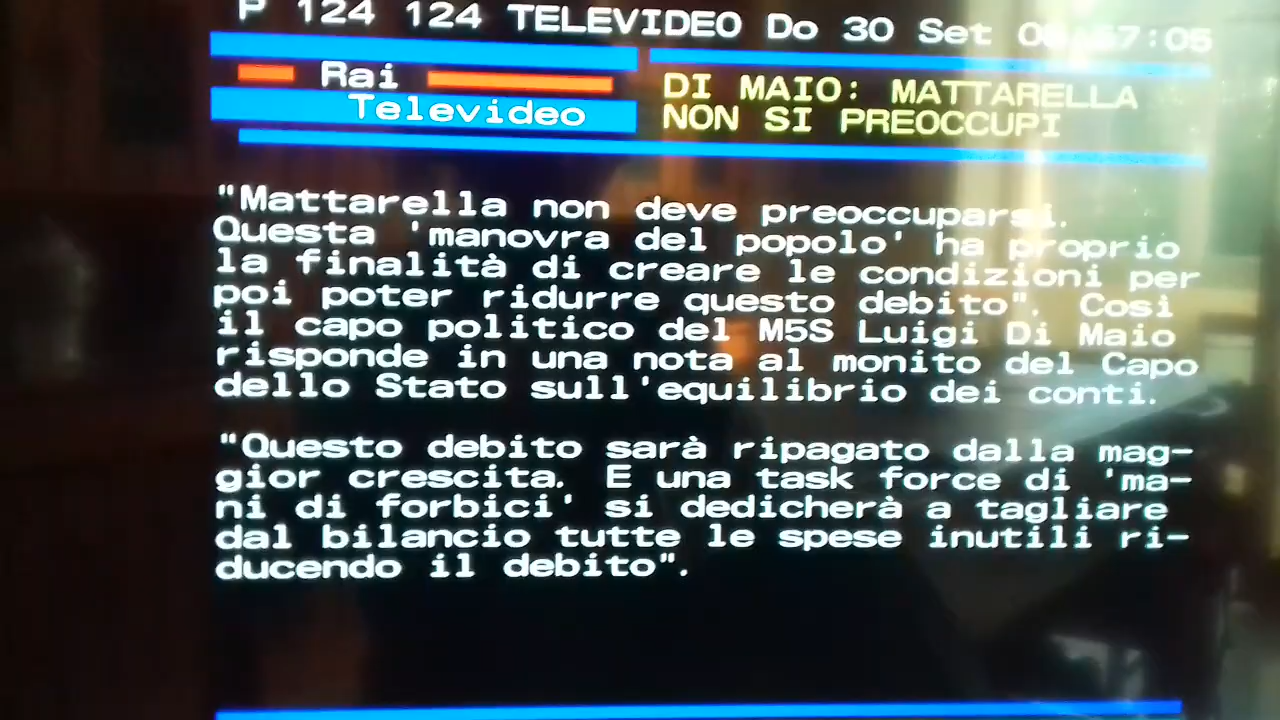 P 124 124 TELEVIDEO Do 30 Set
Rai
Televideo
DI MAIO: MATTARELLA
NON SI PREOCCUPI
"Mattarella non deve preoccuparsi.
Questa 'manovra del popolo' ha proprio
la finalità di creare le condizioni per
poi poter ridurre questo debito". Così
il capo politico del M5S Luigi Di Maio
risponde in una nota al monito del Capo
dello Stato sull'equilibrio dei conti.
"Questo debito sarà ripagato dalla mag-
gior crescita. E una task force di 'ma-
ni di forbici' si dedicherà a tagliare
dal bilancio tutte le spese inutili ri-
ducendo il debito".